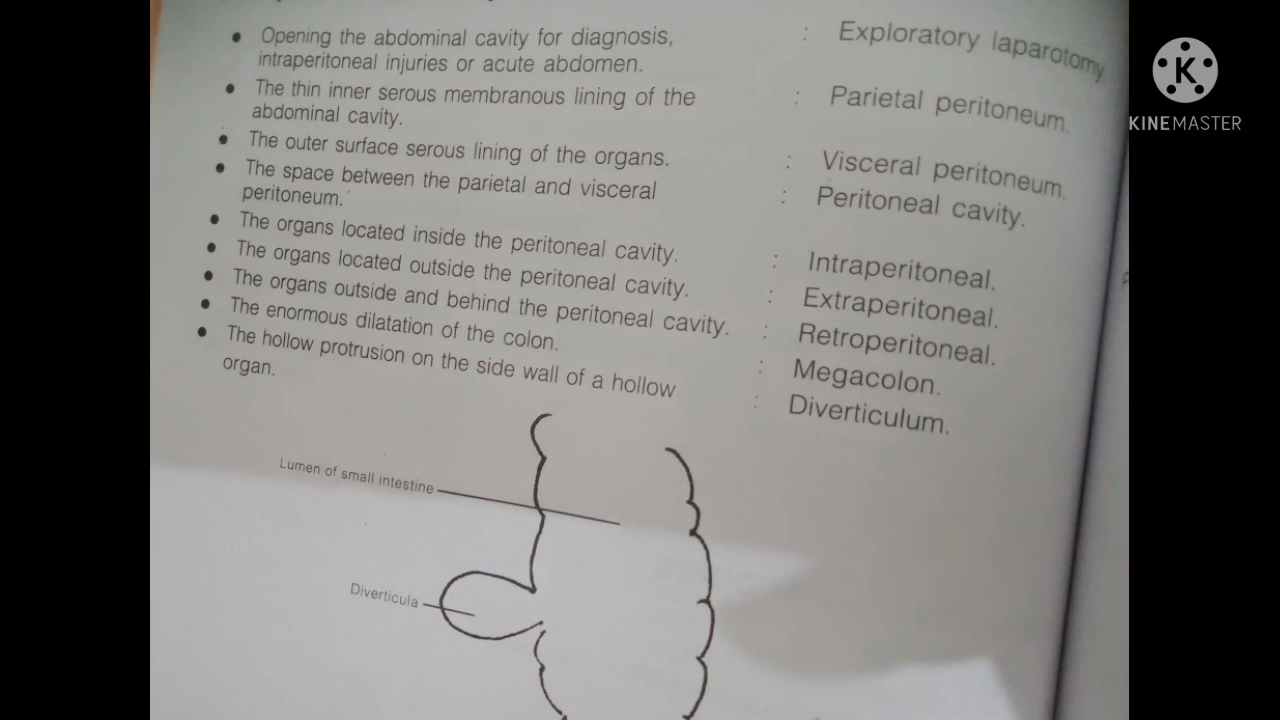 • Opening the abdominal cavity for diagnosis, : Exploratory laparotomy.
intraperitoneal injuries or acute abdomen.
• The thin inner serous membranous lining of the : Parietal peritoneum.
abdominal cavity.
• The outer surface serous lining of the organs. : Visceral peritoneum.
• The space between the parietal and visceral : Peritoneal cavity.
peritoneum.
• The organs located inside the peritoneal cavity. : Intraperitoneal.
• The organs located outside the peritoneal cavity. : Extraperitoneal.
• The organs outside and behind the peritoneal cavity. : Retroperitoneal.
• The enormous dilatation of the colon. : Megacolon.
• The hollow protrusion on the side wall of a hollow : Diverticulum.
organ.
Lumen of small intestine
Diverticula
K
KINEMASTER